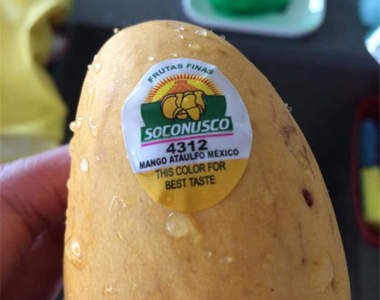 FRUTAS FINAS
SOCONUSCO
4312
MANGO ATAULFO MÉXICO
THIS COLOR FOR
BEST TASTE